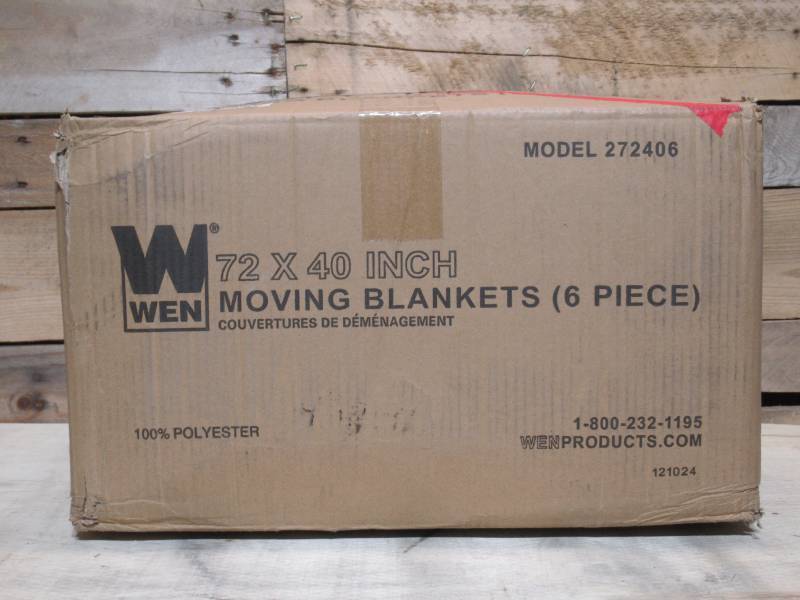 MODEL 272406
WEN®
72 X 40 INCH
MOVING BLANKETS (6 PIECE)
COUVERTURES DE DÉMÉNAGEMENT
100% POLYESTER
1-800-232-1195
WENPRODUCTS.COM
121024